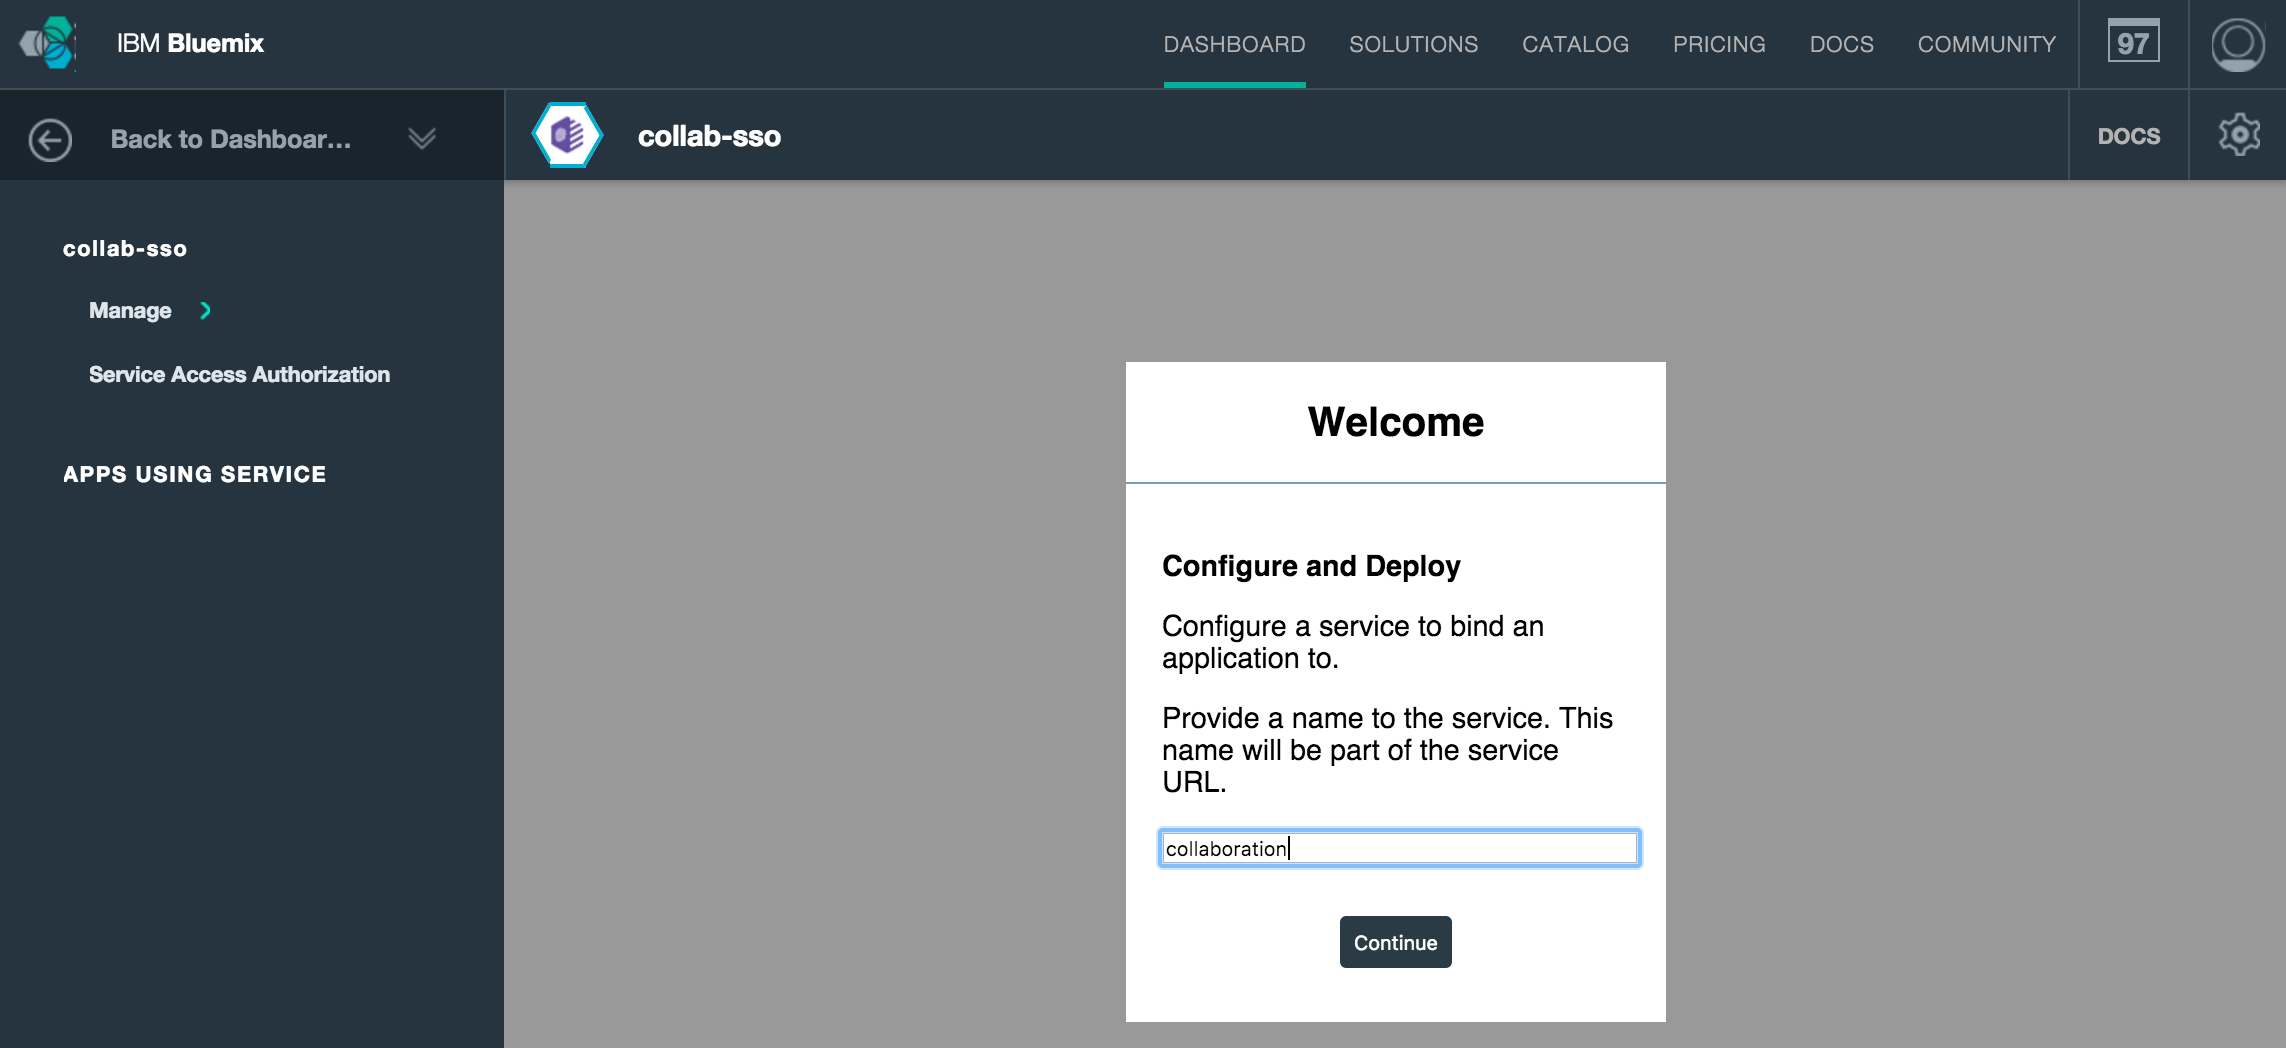 IBM Bluemix
DASHBOARD SOLUTIONS CATALOG PRICING DOCS COMMUNITY 97
Back to Dashboar...
collab-sso
DOCS
collab-sso
Manage
Service Access Authorization
APPS USING SERVICE
Welcome
Configure and Deploy
Configure a service to bind an
application to.
Provide a name to the service. This
name will be part of the service
URL.
collaboration
Continue